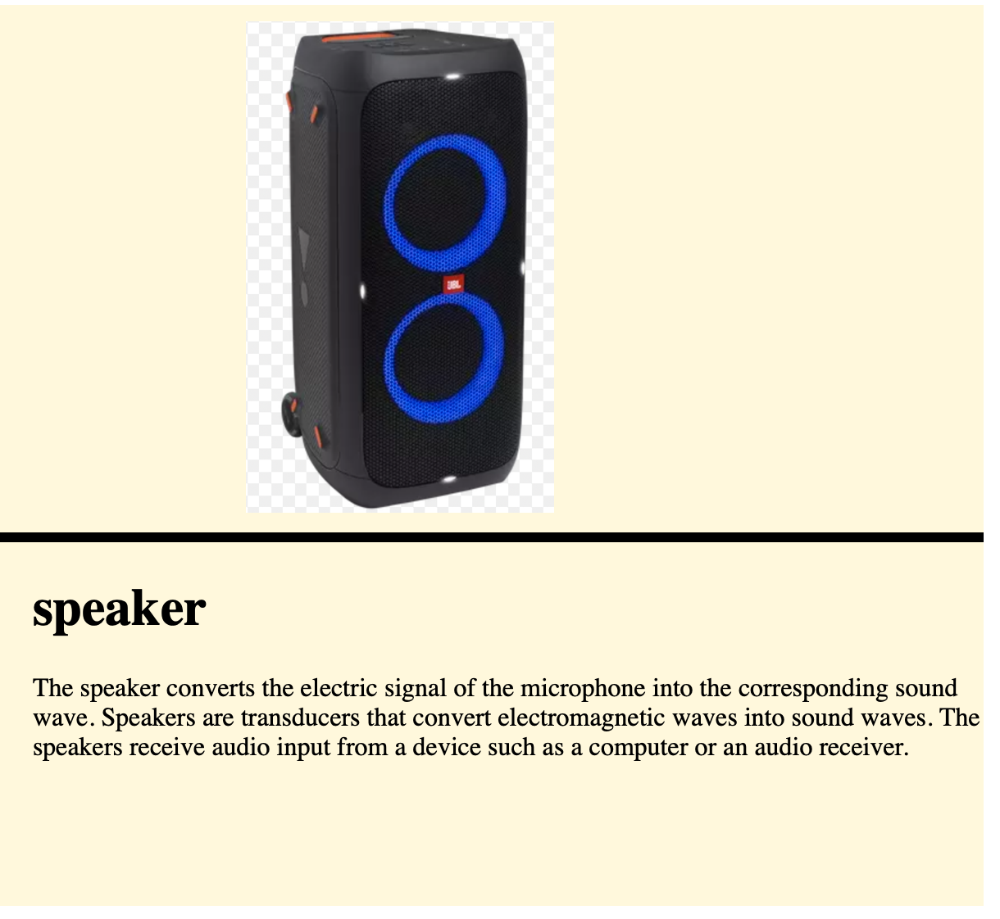 JBL
speaker
The speaker converts the electric signal of the microphone into the corresponding sound
wave. Speakers are transducers that convert electromagnetic waves into sound waves. The
speakers receive audio input from a device such as a computer or an audio receiver.